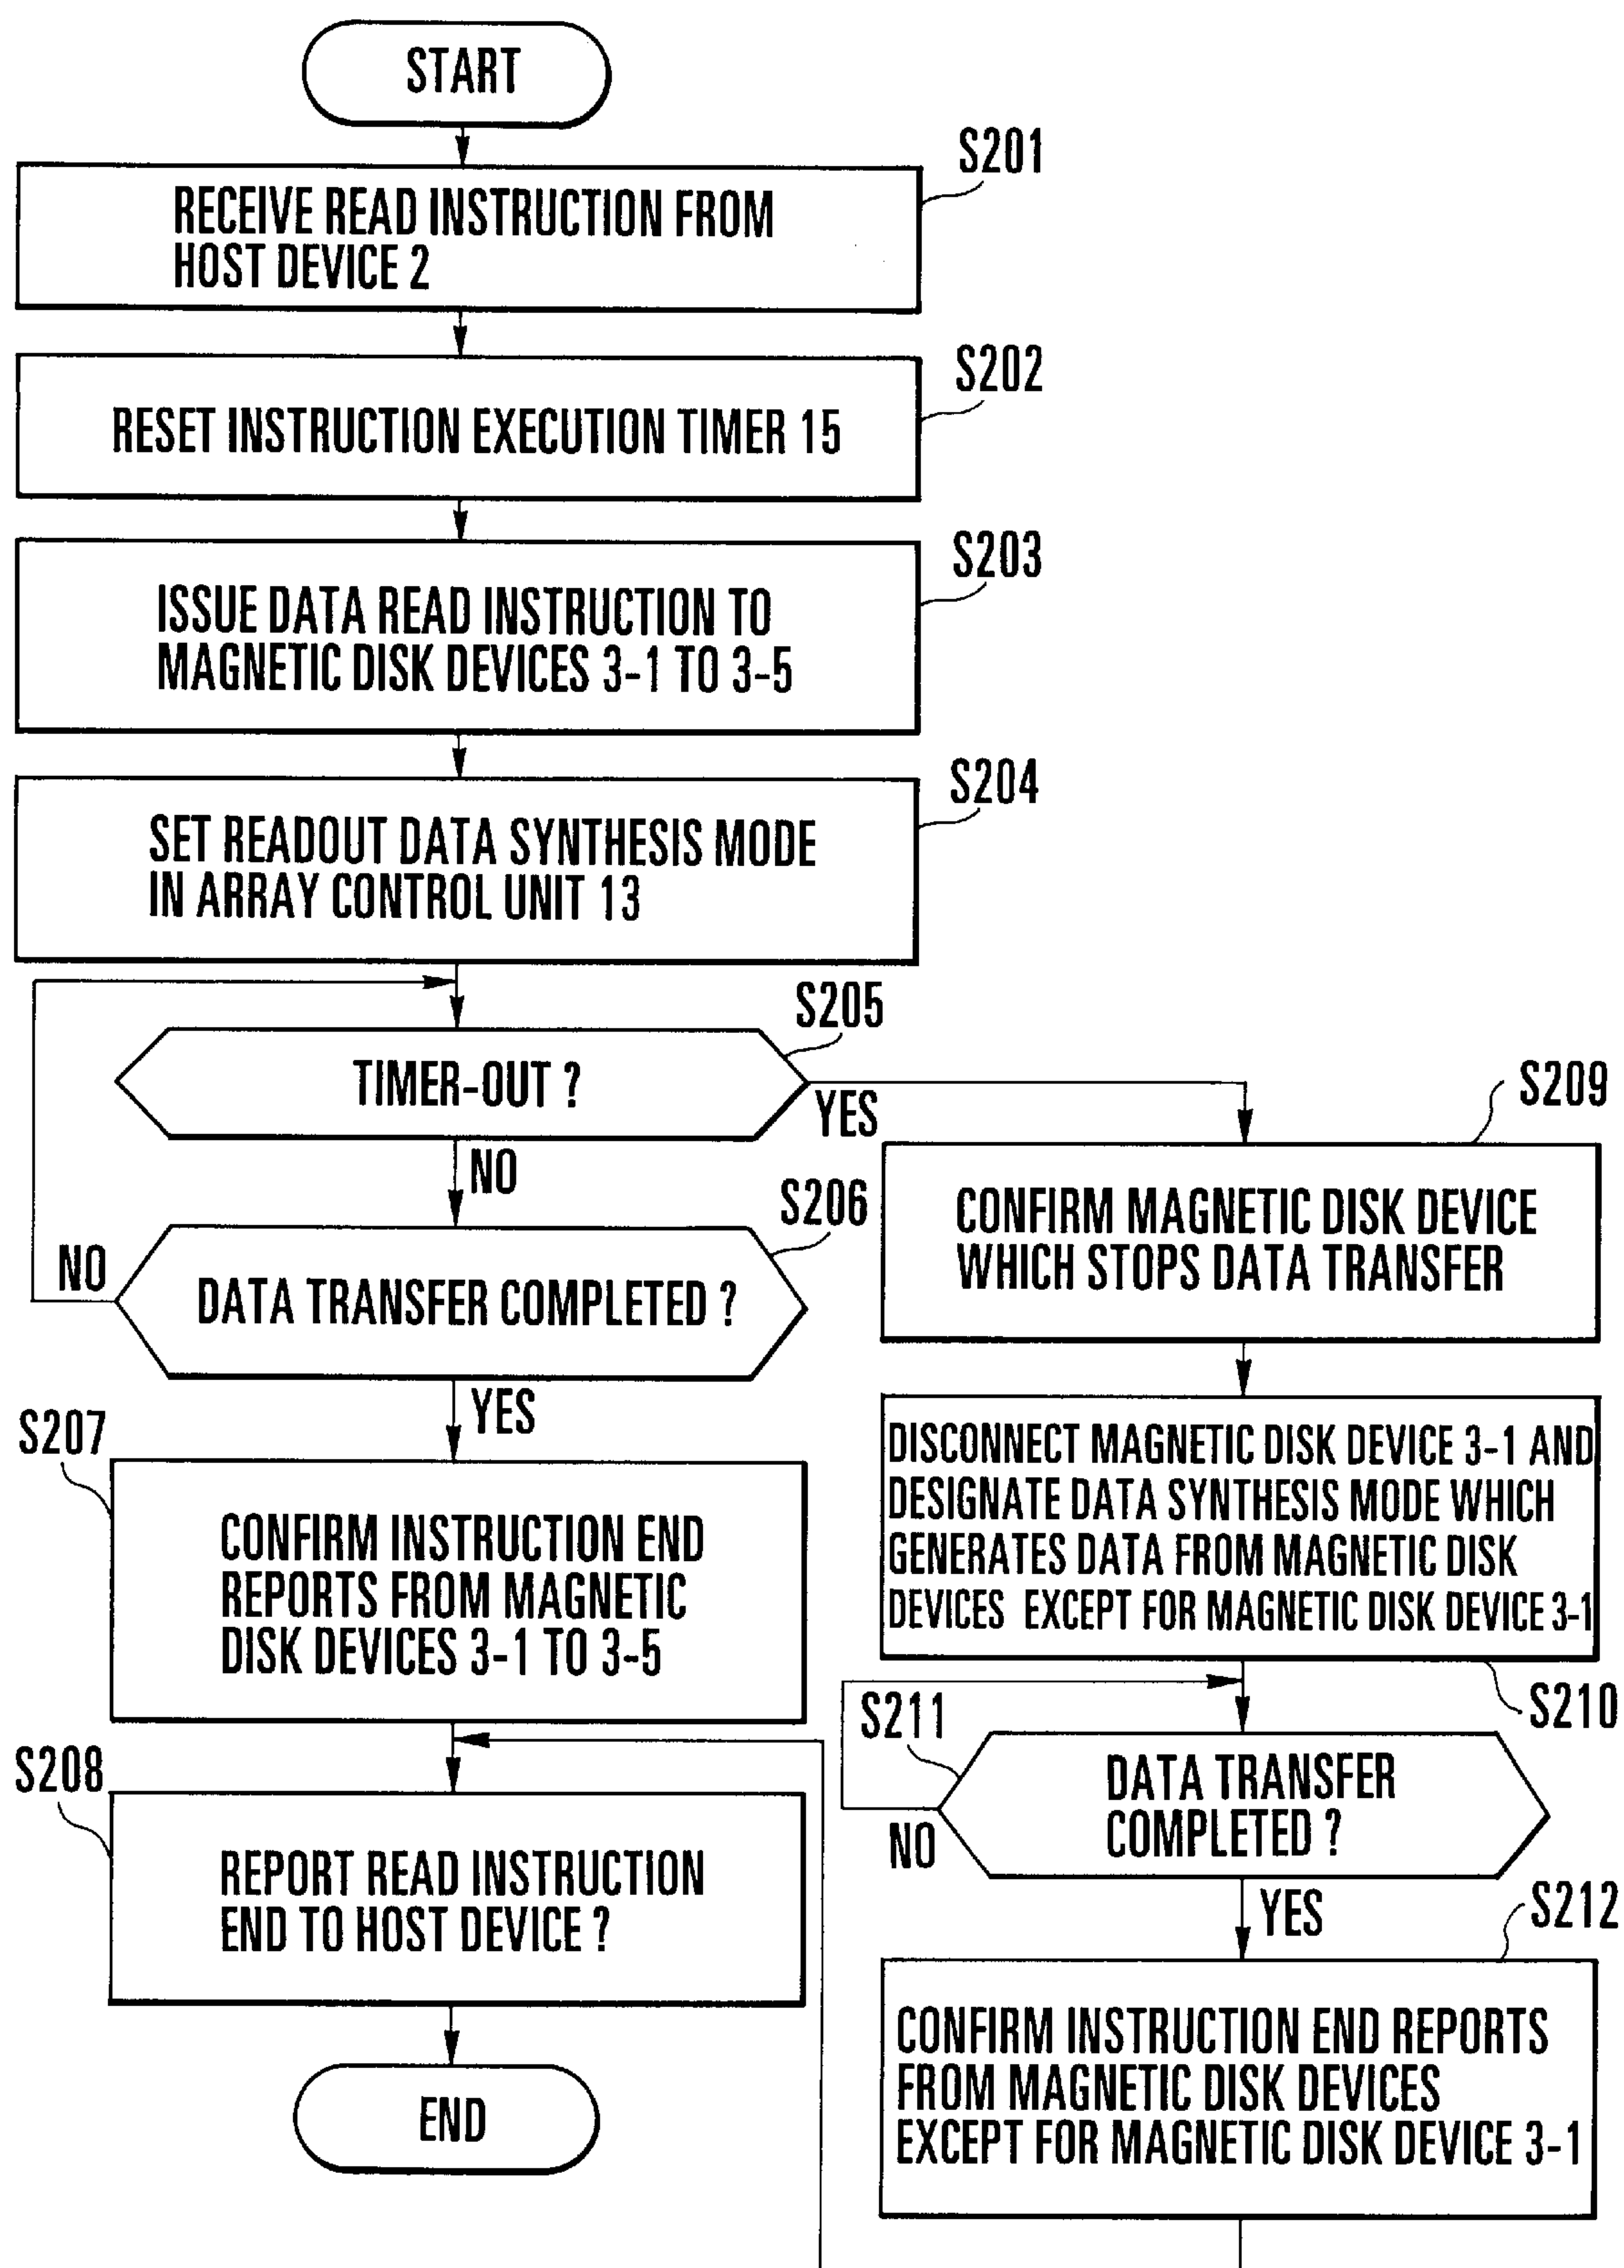 START
S201
RECEIVE READ INSTRUCTION FROM
HOST DEVICE 2
S202
RESET INSTRUCTION EXECUTION TIMER 15
S203
ISSUE DATA READ INSTRUCTION TO
MAGNETIC DISK DEVICES 3-1 TO 3-5
S204
SET READOUT DATA SYNTHESIS MODE
IN ARRAY CONTROL UNIT 13
S205
TIMER-OUT ?
YES
NO
S206
DATA TRANSFER COMPLETED ?
NO
YES
S207
CONFIRM INSTRUCTION END
REPORTS FROM MAGNETIC
DISK DEVICES 3-1 TO 3-5
S208
REPORT READ INSTRUCTION
END TO HOST DEVICE ?
END
S209
CONFIRM MAGNETIC DISK DEVICE
WHICH STOPS DATA TRANSFER
DISCONNECT MAGNETIC DISK DEVICE 3-1 AND
DESIGNATE DATA SYNTHESIS MODE WHICH
GENERATES DATA FROM MAGNETIC DISK
DEVICES EXCEPT FOR MAGNETIC DISK DEVICE 3-1
S210
S211
DATA TRANSFER
COMPLETED ?
NO
YES
S212
CONFIRM INSTRUCTION END REPORTS
FROM MAGNETIC DISK DEVICES
EXCEPT FOR MAGNETIC DISK DEVICE 3-1